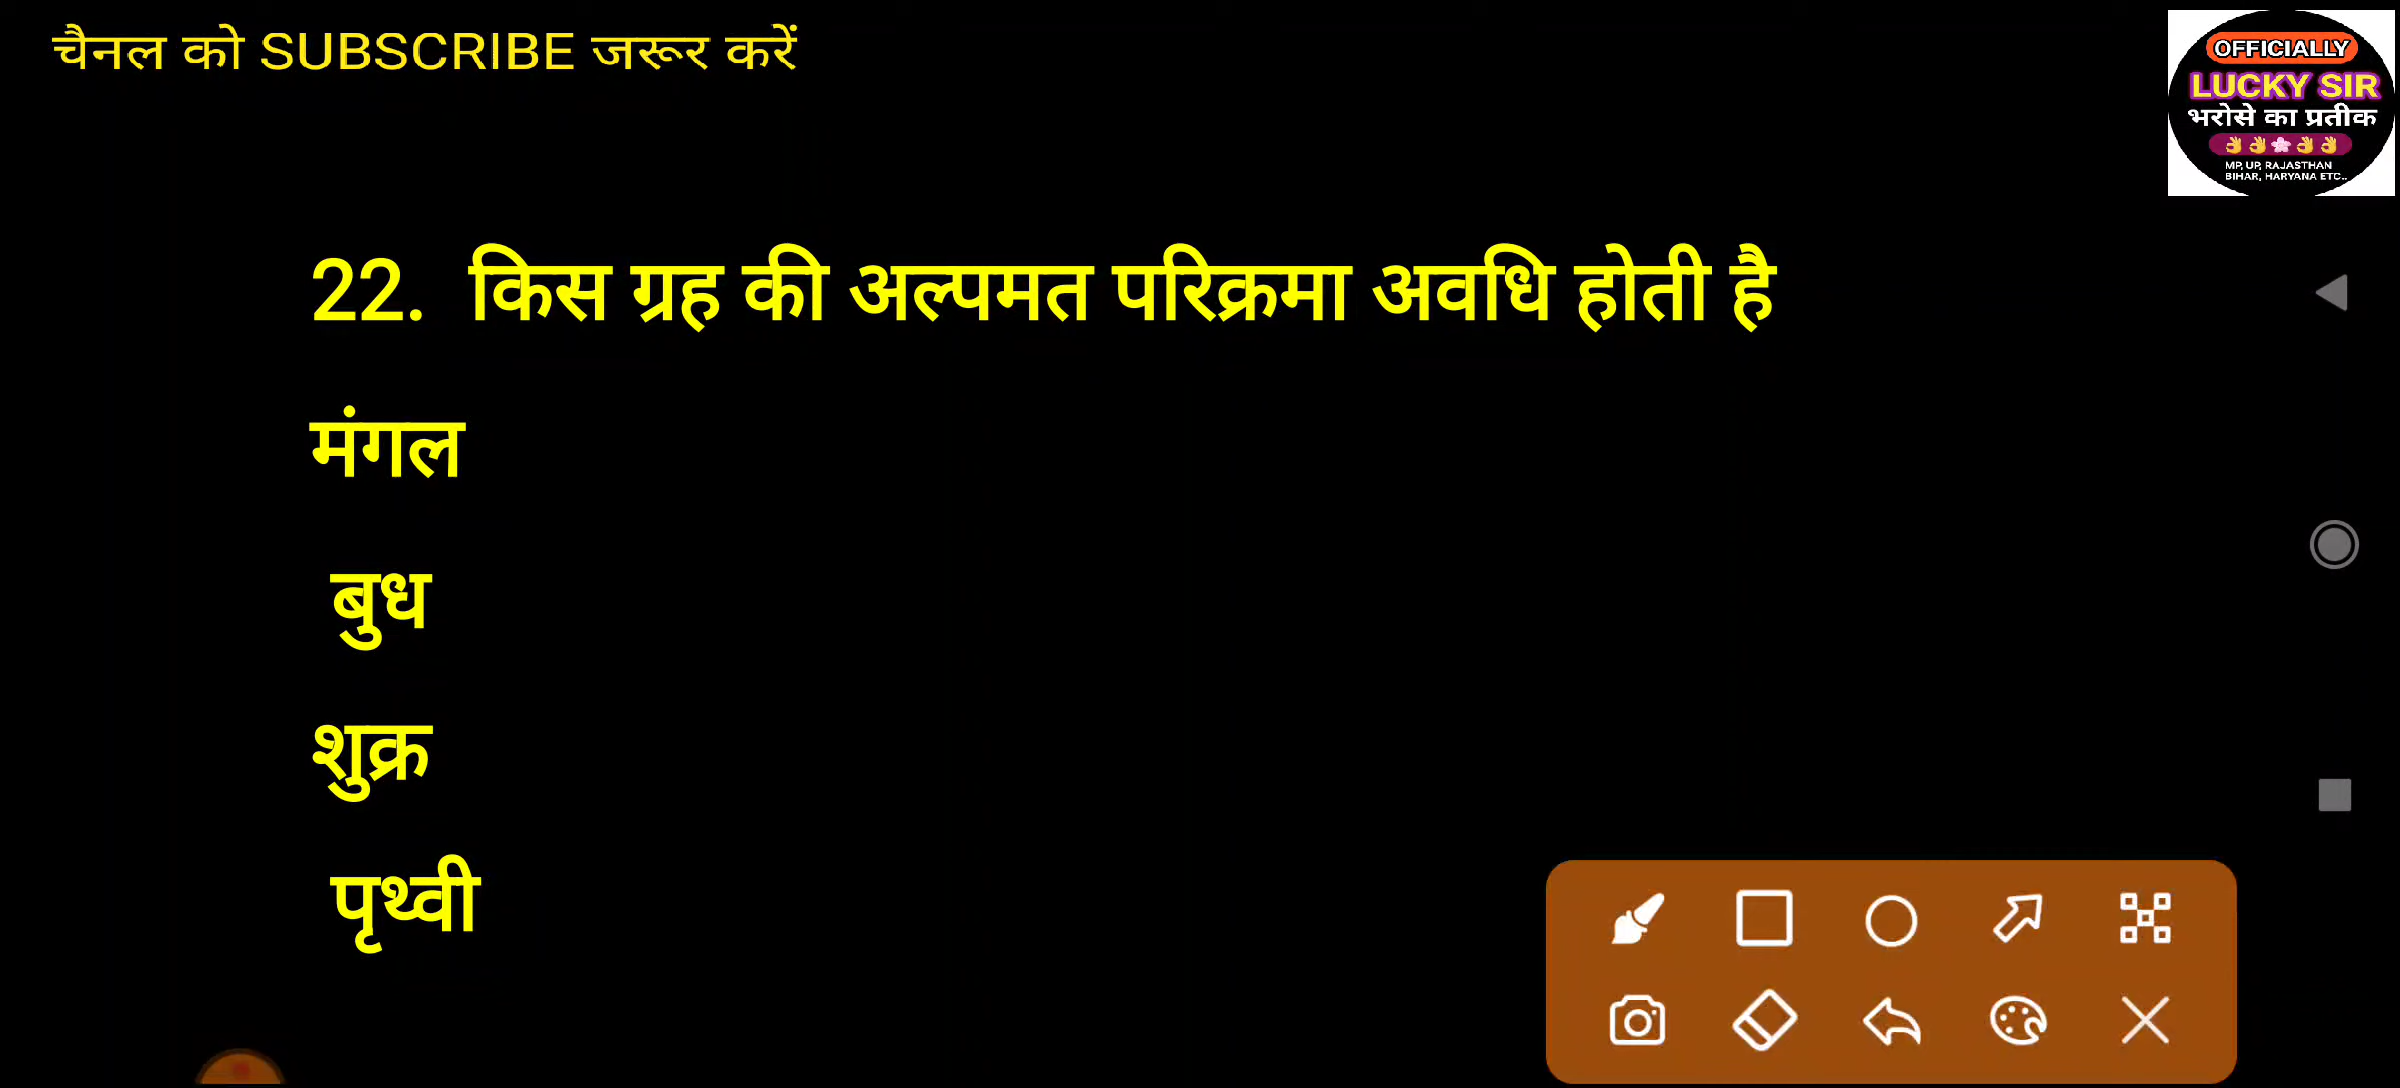 चैनल को SUBSCRIBE जरूर करें
OFFICIALLY
LUCKY SIR
भरोसे का प्रतीक
MP, UP, RAJASTHAN
BIHAR, HARYANA ETC..
22. किस ग्रह की अल्पमत परिक्रमा अवधि होती है
मंगल
बुध
शुक्र
पृथ्वी